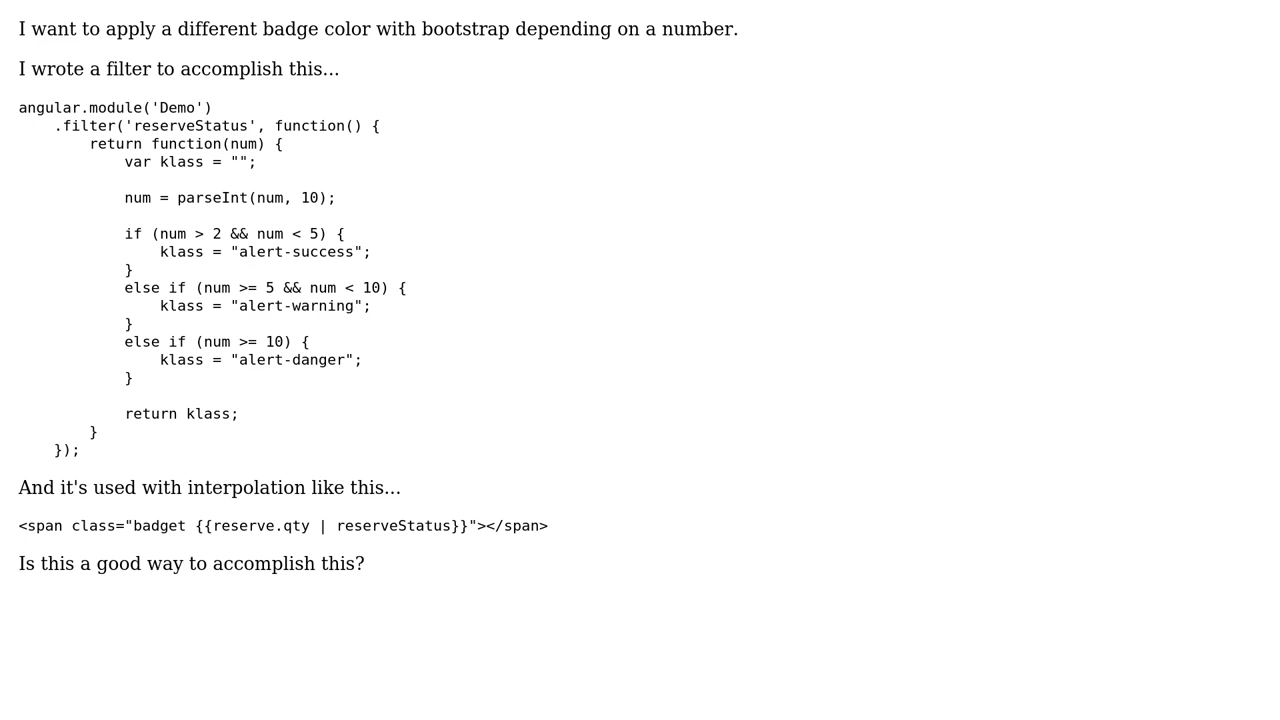 I want to apply a different badge color with bootstrap depending on a number.
I wrote a filter to accomplish this...
angular.module('Demo')
    .filter('reserveStatus', function() {
        return function(num) {
            var klass = "";

            num = parseInt(num, 10);

            if (num > 2 && num < 5) {
                klass = "alert-success";
            }
            else if (num >= 5 && num < 10) {
                klass = "alert-warning";
            }
            else if (num >= 10) {
                klass = "alert-danger";
            }

            return klass;
        }
    });
And it's used with interpolation like this...
<span class="badget {{reserve.qty | reserveStatus}}"></span>
Is this a good way to accomplish this?